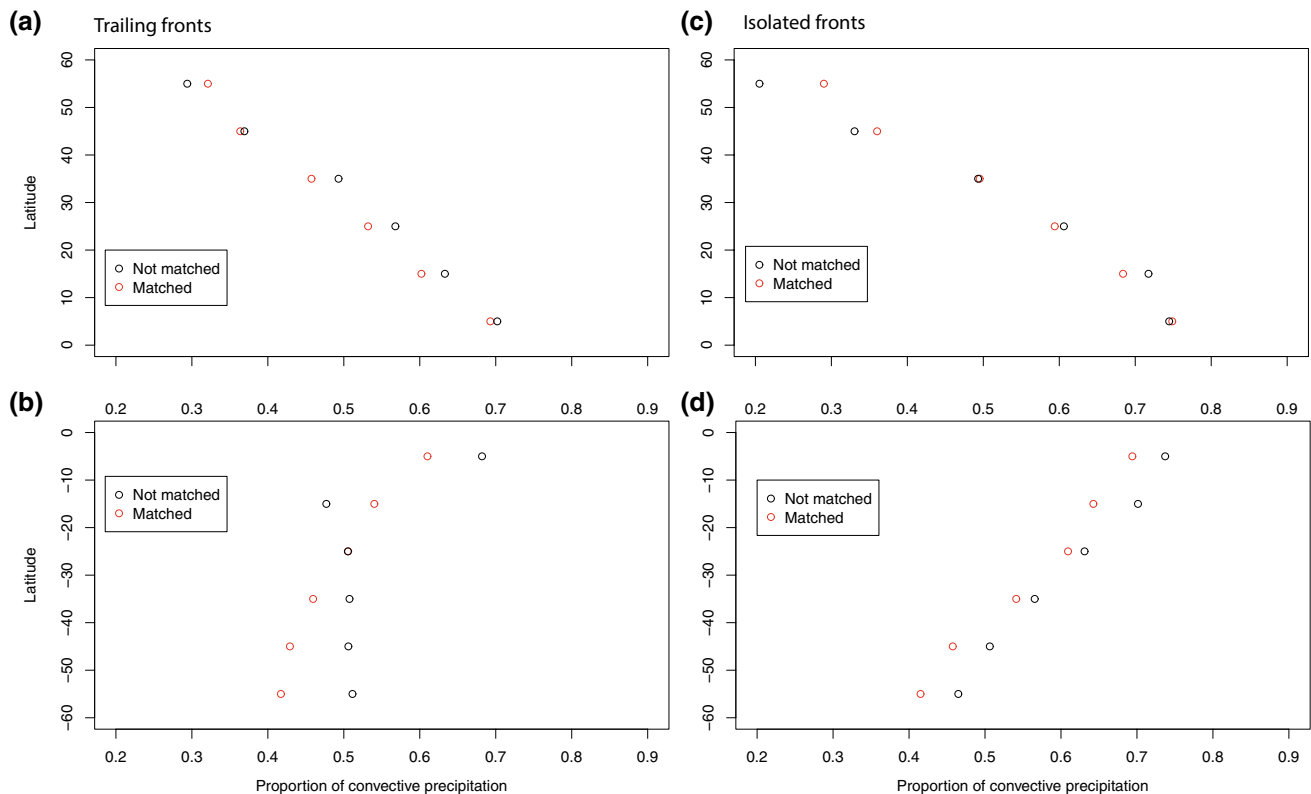 (a) Trailing fronts
60
50
40
30
20
10
0
Latitude
Not matched
Matched
(c) Isolated fronts
60
50
40
30
20
10
0
Not matched
Matched
(b)
0.2 0.3 0.4 0.5 0.6 0.7 0.8 0.9
0
−10
−20
−30
−40
−50
−60
Latitude
Not matched
Matched
0.2 0.3 0.4 0.5 0.6 0.7 0.8 0.9
Proportion of convective precipitation
(d)
0.2 0.3 0.4 0.5 0.6 0.7 0.8 0.9
0
−10
−20
−30
−40
−50
−60
Not matched
Matched
0.2 0.3 0.4 0.5 0.6 0.7 0.8 0.9
Proportion of convective precipitation